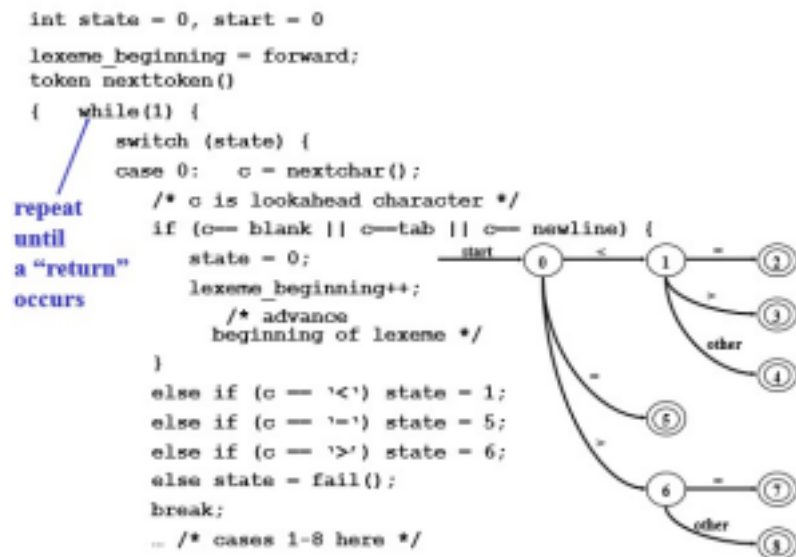 int state = 0, start = 0
lexeme_beginning = forward;
token nexttoken()
{ while(1) {
switch (state) {
case 0: c = nextchar();
/* c is lookahead character */
if (c== blank || c==tab || c== newline) {
state = 0;
lexeme_beginning++;
/* advance
beginning of lexeme */
}
else if (c == '<') state = 1;
else if (c == '=') state = 5;
else if (c == '>') state = 6;
else state = fail();
break;
… /* cases 1-8 here */
repeat
until
a “return”
occurs
start 0 < 1 = 2
> 3
other 4
= 5
> 6 = 7
other 8